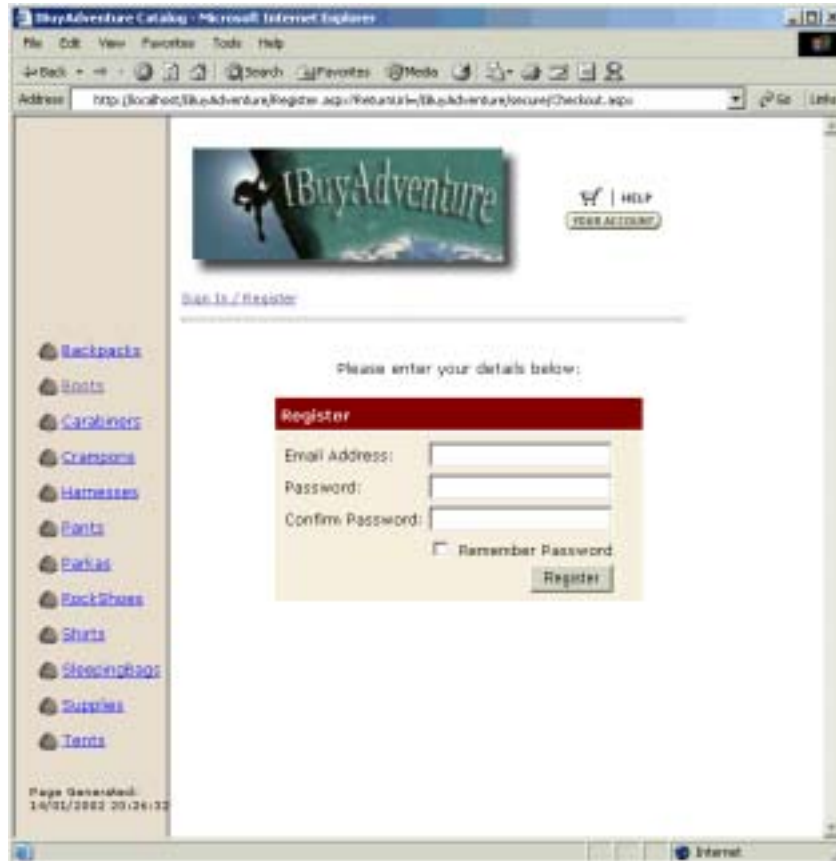 IBuyAdventure Catalog - Microsoft Internet Explorer
File Edit View Favorites Tools Help
Back Search Favorites Media
Address http://localhost/IBuyAdventure/Register.aspx?ReturnUrl=/IBuyAdventure/secure/Checkout.aspx Go Links
IBuyAdventure
| HELP
YOUR ACCOUNT
Sign In / Register
Backpacks
Boots
Carabiners
Crampons
Harnesses
Pants
Parkas
RockShoes
Shirts
SleepingBags
Supplies
Tents
Please enter your details below:
Register
Email Address:
Password:
Confirm Password:
Remember Password
Register
Page Generated:
14/01/2002 20:26:32
Internet